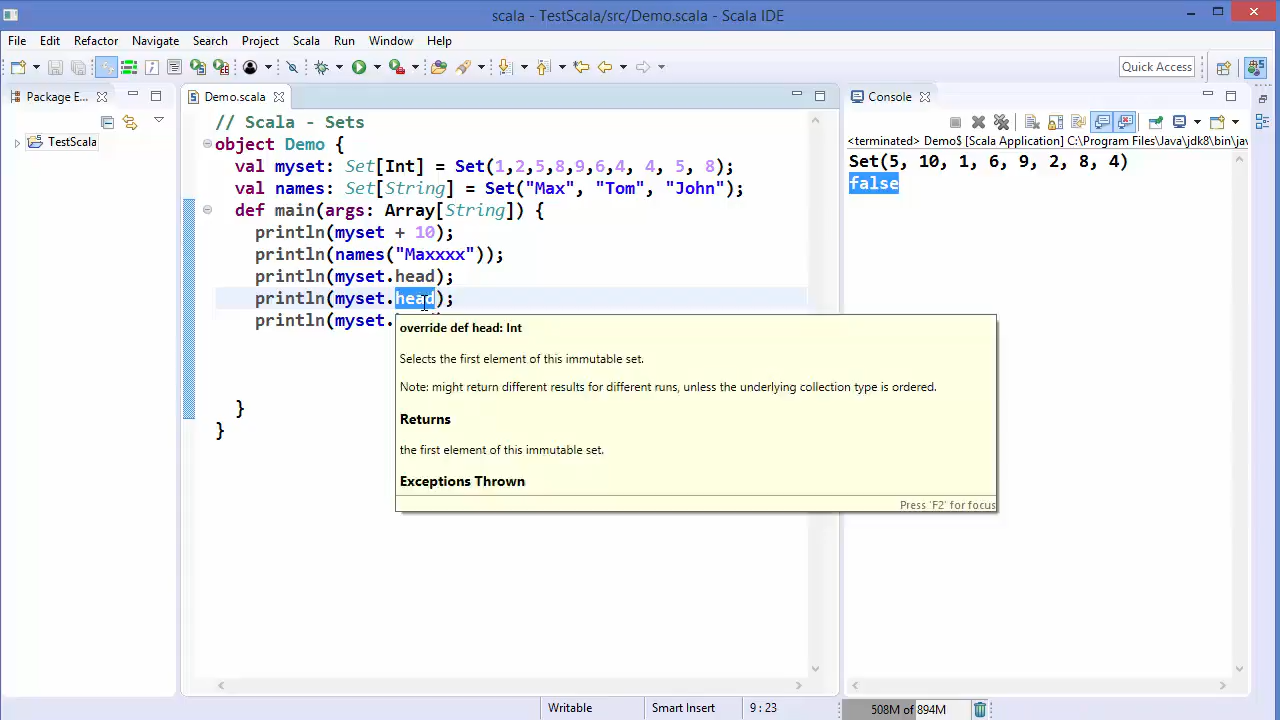 scala - TestScala/src/Demo.scala - Scala IDE
File Edit Refactor Navigate Search Project Scala Run Window Help
Quick Access
Package E...
TestScala
Demo.scala
// Scala - Sets
object Demo {
val myset: Set[Int] = Set(1,2,5,8,9,6,4, 4, 5, 8);
val names: Set[String] = Set("Max", "Tom", "John");
def main(args: Array[String]) {
println(myset + 10);
println(names("Maxxxx"));
println(myset.head);
println(myset.head);
println(myset.
}
}
override def head: Int
Selects the first element of this immutable set.
Note: might return different results for different runs, unless the underlying collection type is ordered.
Returns
the first element of this immutable set.
Exceptions Thrown
Press 'F2' for focus
Console
<terminated> Demo$ [Scala Application] C:\Program Files\Java\jdk8\bin\jav
Set(5, 10, 1, 6, 9, 2, 8, 4)
false
Writable Smart Insert 9 : 23 508M of 894M